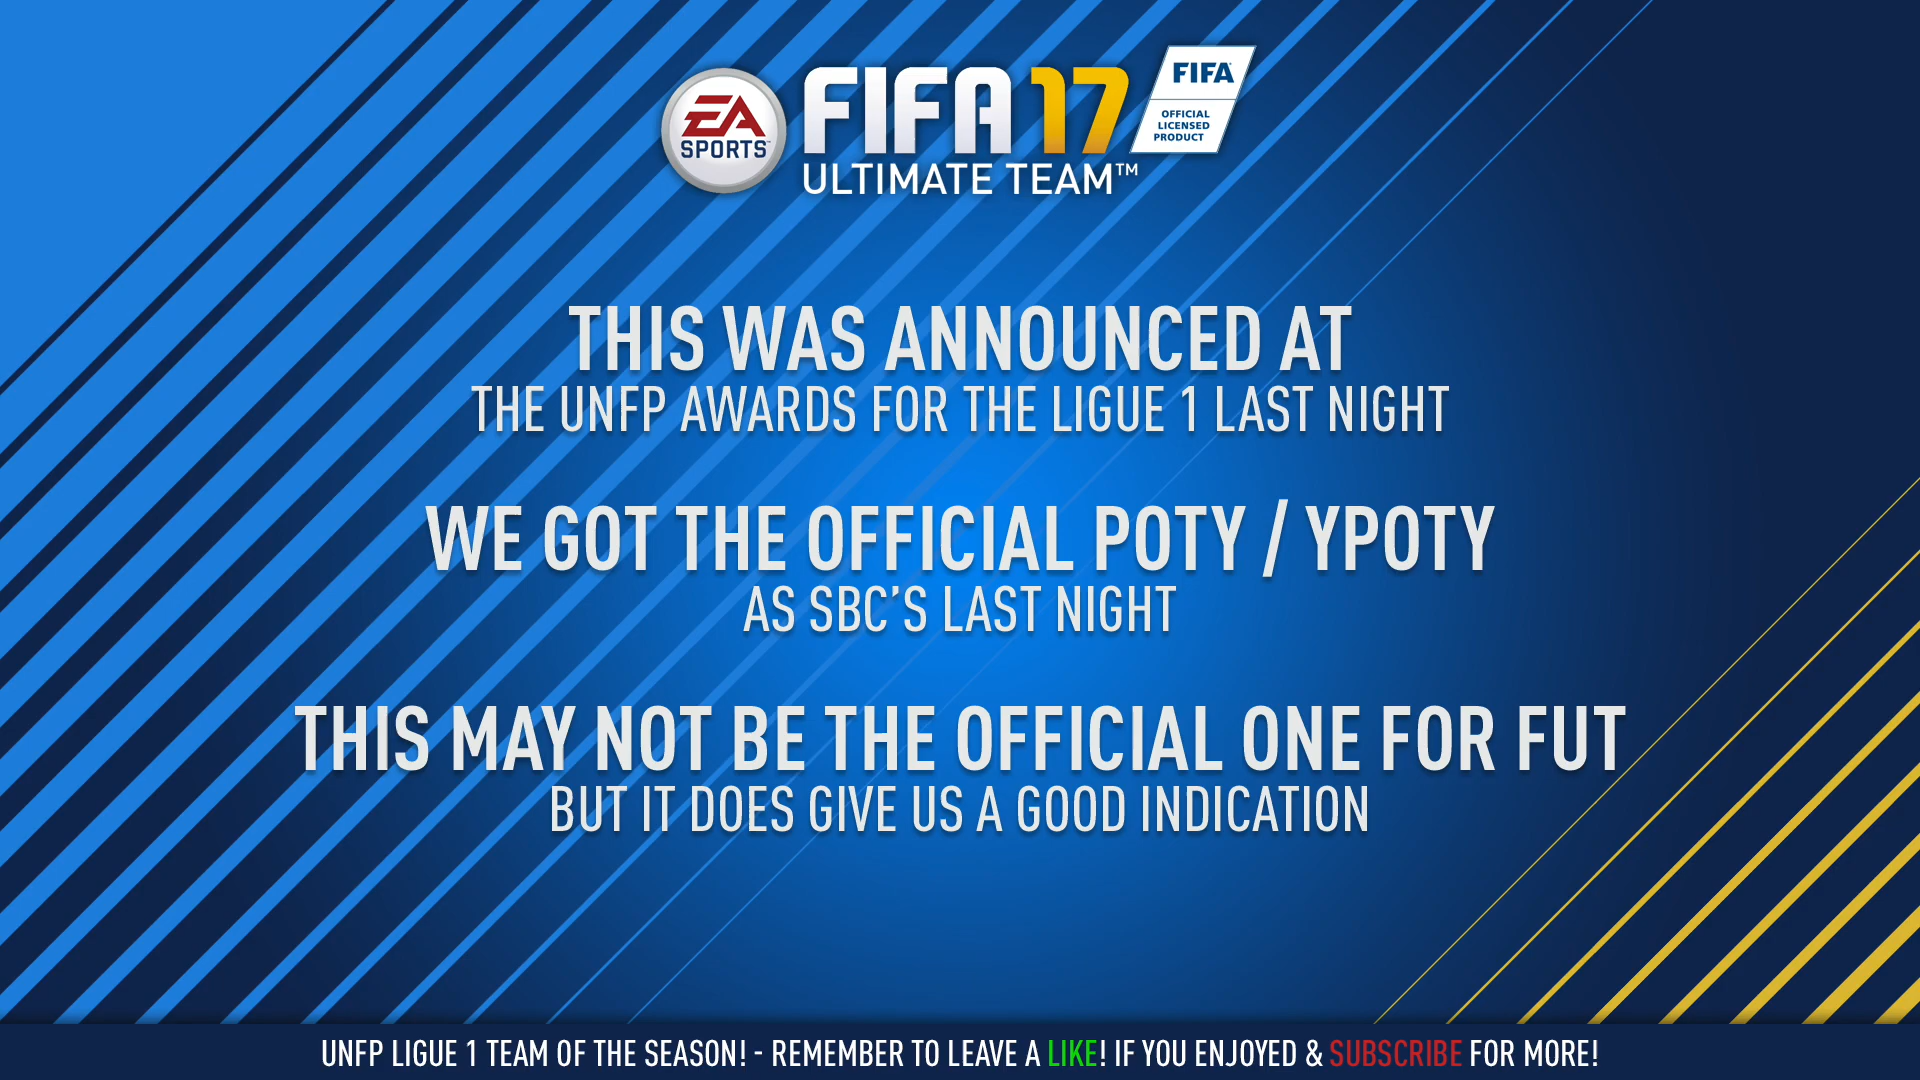 EA
SPORTS
FIFA 17
ULTIMATE TEAM™
FIFA
OFFICIAL
LICENSED
PRODUCT
THIS WAS ANNOUNCED AT
THE UNFP AWARDS FOR THE LIGUE 1 LAST NIGHT
WE GOT THE OFFICIAL POTY / YPOTY
AS SBC'S LAST NIGHT
THIS MAY NOT BE THE OFFICIAL ONE FOR FUT
BUT IT DOES GIVE US A GOOD INDICATION
UNFP LIGUE 1 TEAM OF THE SEASON! - REMEMBER TO LEAVE A LIKE! IF YOU ENJOYED & SUBSCRIBE FOR MORE!